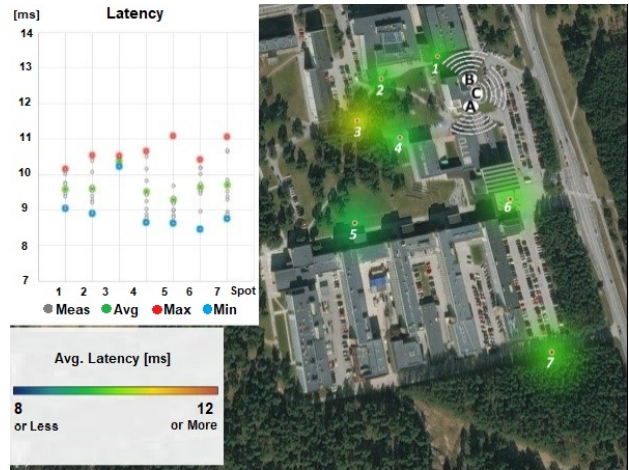 Latency
[ms]
14
13
12
11
10
9
8
7
1 2 3 4 5 6 7 Spot
Meas Avg Max Min
Avg. Latency [ms]
8 12
or Less or More
1
B
2
C
A
3
4
6
5
7